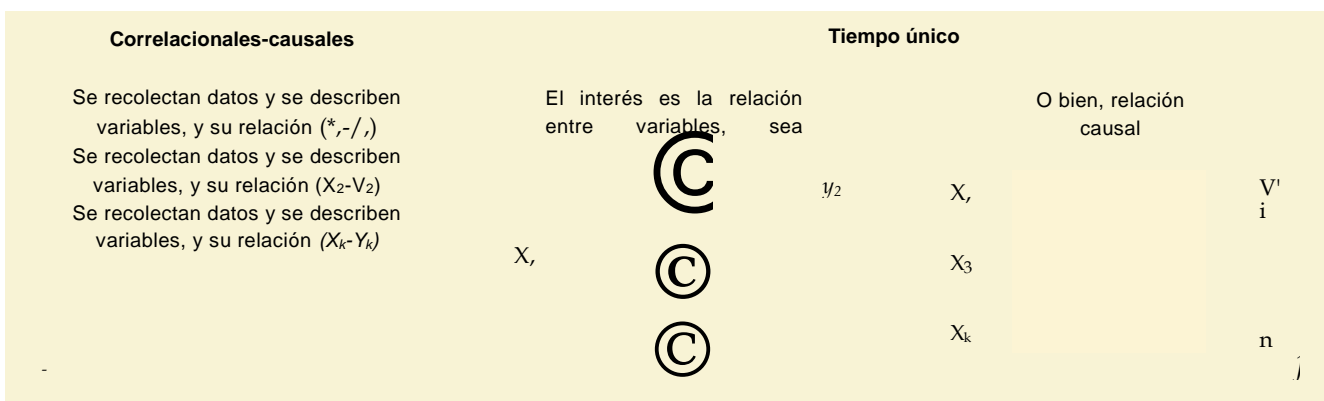 Correlacionales-causales
Tiempo único
Se recolectan datos y se describen
variables, y su relación (*,-/,)
Se recolectan datos y se describen
variables, y su relación (X₂-V₂)
Se recolectan datos y se describen
variables, y su relación (Xₖ-Yₖ)
El interés es la relación
entre variables, sea
©
y₂
X,
©
©
O bien, relación
causal
X,
V'
i
X₃
Xₖ
n
-